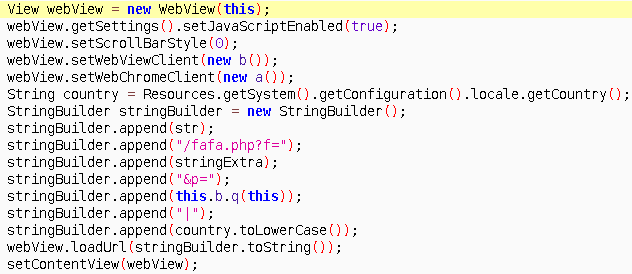 View webView = new WebView(this);
webView.getSettings().setJavaScriptEnabled(true);
webView.setScrollBarStyle(0);
webView.setWebViewClient(new b());
webView.setWebChromeClient(new a());
String country = Resources.getSystem().getConfiguration().locale.getCountry();
StringBuilder stringBuilder = new StringBuilder();
stringBuilder.append(str);
stringBuilder.append("/fafa.php?f=");
stringBuilder.append(stringExtra);
stringBuilder.append("&p=");
stringBuilder.append(this.b.q(this));
stringBuilder.append("|");
stringBuilder.append(country.toLowerCase());
webView.loadUrl(stringBuilder.toString());
setContentView(webView);